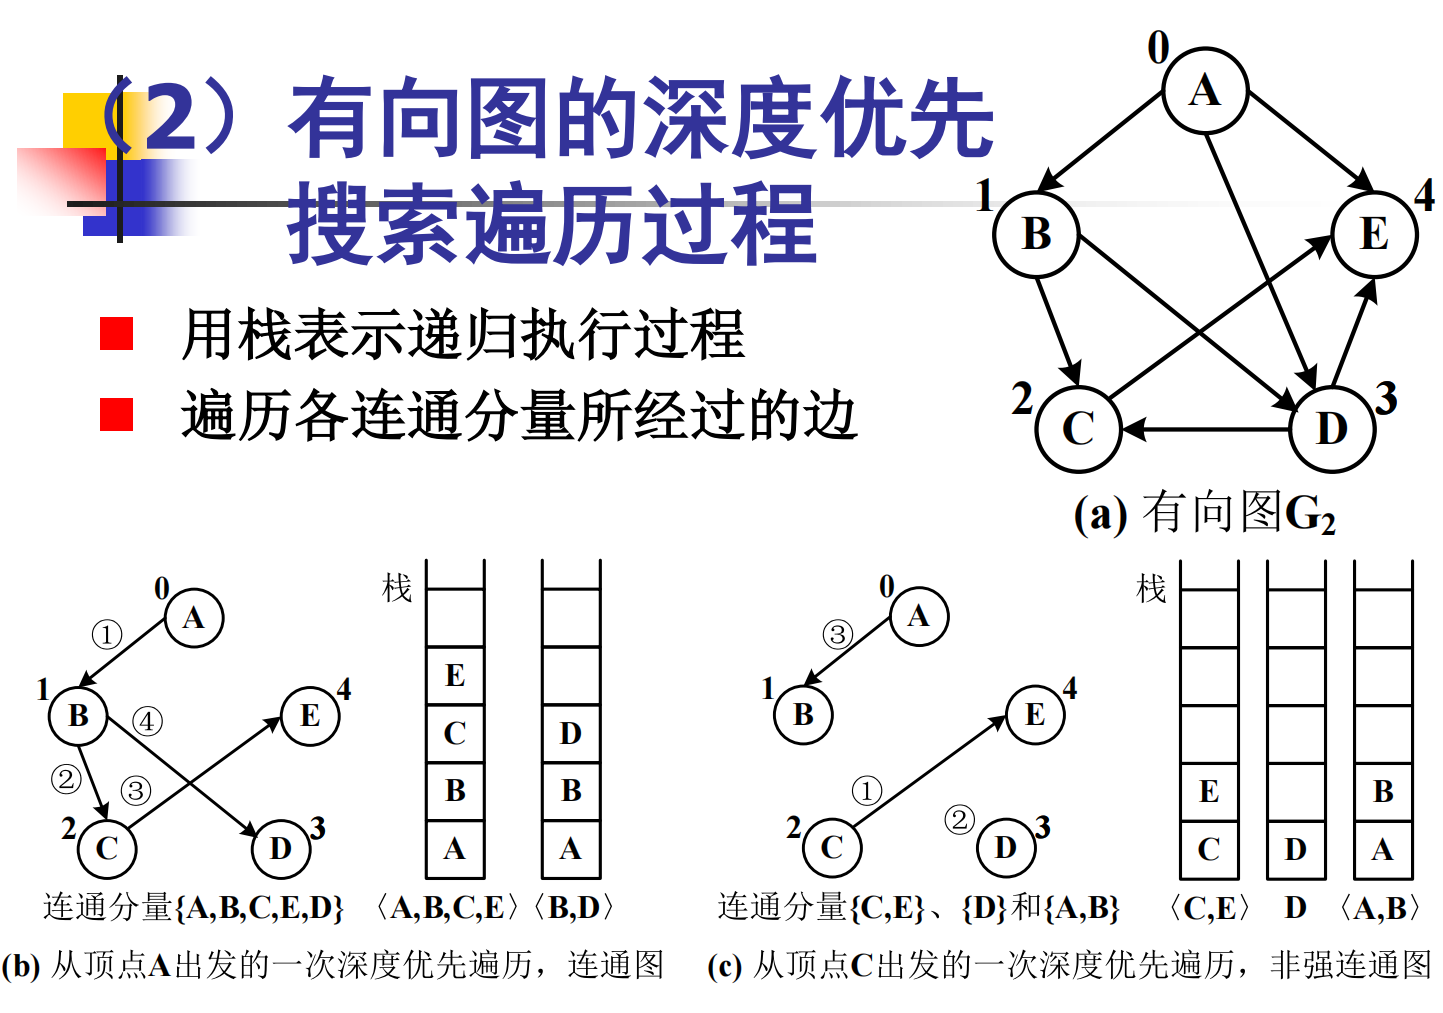 （2）有向图的深度优先
搜索遍历过程
用栈表示递归执行过程
遍历各连通分量所经过的边
0
A
1
B
4
E
2
C
3
D
(a) 有向图G₂
0
A
①
1
B
④
4
E
②
③
2
C
3
D
连通分量{A,B,C,E,D}
栈
E
C
D
B
B
A
A
〈A,B,C,E〉〈B,D〉
(b) 从顶点A出发的一次深度优先遍历，连通图
0
A
③
1
B
4
E
①
②
2
C
3
D
连通分量{C,E}、{D}和{A,B}
栈
E
B
C
D
A
〈C,E〉 D 〈A,B〉
(c) 从顶点C出发的一次深度优先遍历，非强连通图